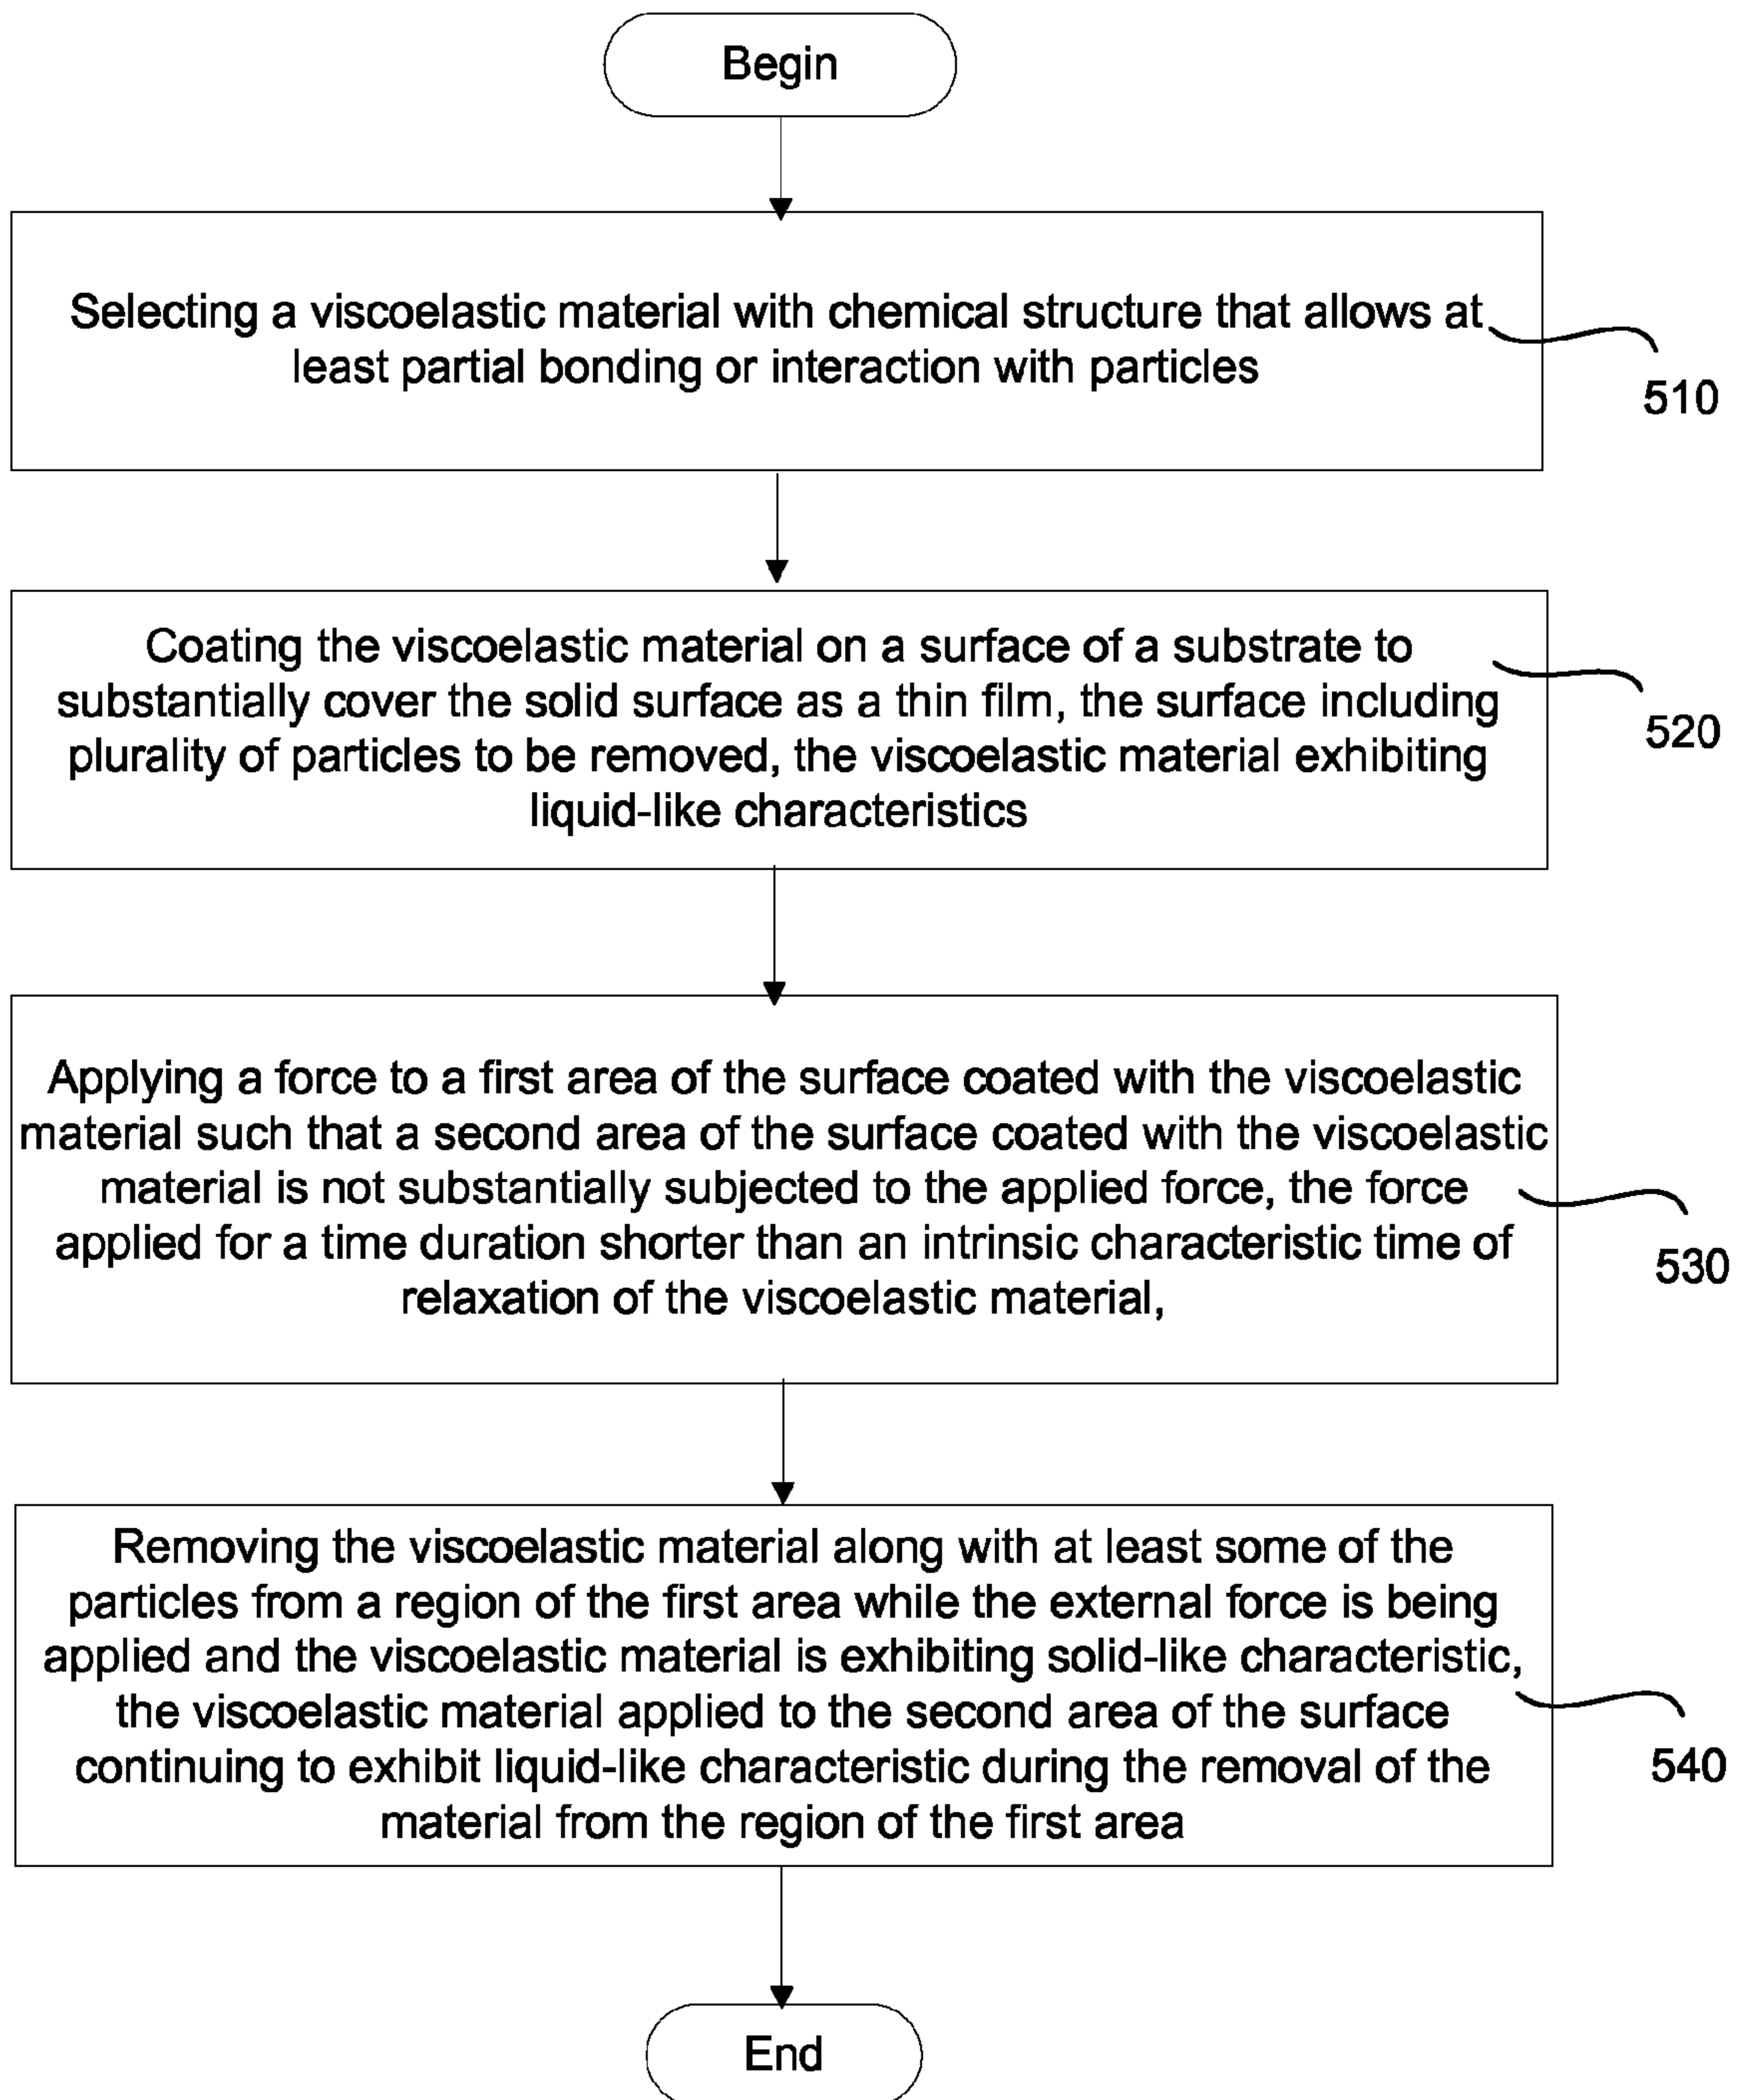 Begin
Selecting a viscoelastic material with chemical structure that allows at
least partial bonding or interaction with particles
510
Coating the viscoelastic material on a surface of a substrate to
substantially cover the solid surface as a thin film, the surface including
plurality of particles to be removed, the viscoelastic material exhibiting
liquid-like characteristics
520
Applying a force to a first area of the surface coated with the viscoelastic
material such that a second area of the surface coated with the viscoelastic
material is not substantially subjected to the applied force, the force
applied for a time duration shorter than an intrinsic characteristic time of
relaxation of the viscoelastic material,
530
Removing the viscoelastic material along with at least some of the
particles from a region of the first area while the external force is being
applied and the viscoelastic material is exhibiting solid-like characteristic,
the viscoelastic material applied to the second area of the surface
continuing to exhibit liquid-like characteristic during the removal of the
material from the region of the first area
540
End